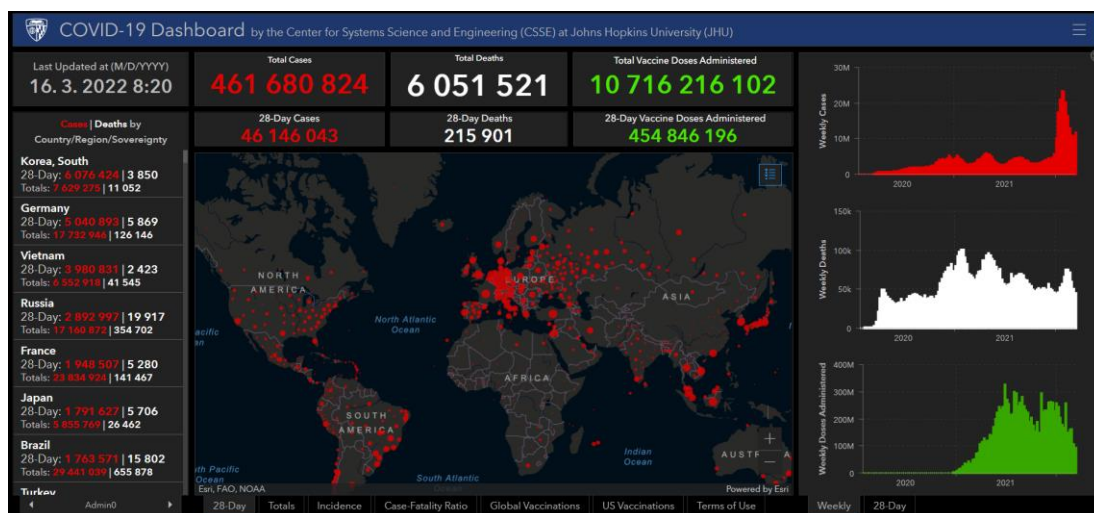 COVID-19 Dashboard by the Center for Systems Science and Engineering (CSSE) at Johns Hopkins University (JHU)
Last Updated at (M/D/YYYY)
16. 3. 2022 8:20
Cases | Deaths by
Country/Region/Sovereignty
Korea, South
28-Day: 6 076 424 | 3 850
Totals: 7 629 275 | 11 052
Germany
28-Day: 5 040 893 | 5 869
Totals: 17 732 946 | 126 146
Vietnam
28-Day: 3 980 831 | 2 423
Totals: 6 552 918 | 41 545
Russia
28-Day: 2 892 997 | 19 917
Totals: 17 160 872 | 354 702
France
28-Day: 1 948 507 | 5 280
Totals: 23 834 924 | 141 467
Japan
28-Day: 1 791 627 | 5 706
Totals: 5 855 769 | 26 462
Brazil
28-Day: 1 763 571 | 15 802
Totals: 29 441 039 | 655 878
Turkey
Admin0
Total Cases
461 680 824
Total Deaths
6 051 521
Total Vaccine Doses Administered
10 716 216 102
28-Day Cases
46 146 043
28-Day Deaths
215 901
28-Day Vaccine Doses Administered
454 846 196
NORTH
AMERICA
EUROPE
ASIA
North Atlantic
Ocean
AFRICA
SOUTH
AMERICA
Indian
Ocean
South Atlantic
Ocean
Esri, FAO, NOAA
Powered by Esri
28-Day
Totals
Incidence
Case-Fatality Ratio
Global Vaccinations
US Vaccinations
Terms of Use
Weekly Cases
30M
20M
10M
0
2020
2021
Weekly Deaths
150k
100k
50k
0
2020
2021
Weekly Doses Administered
400M
300M
200M
100M
0
2020
2021
Weekly
28-Day